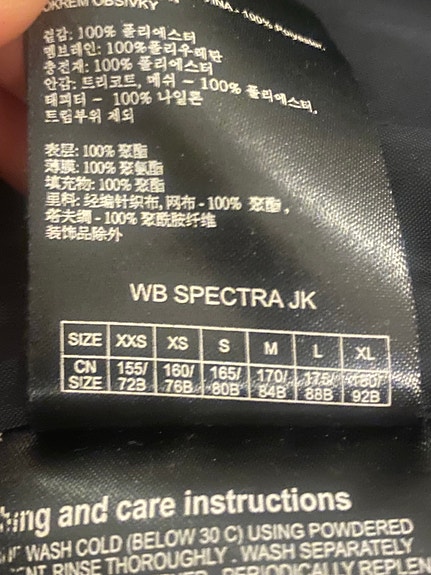 OKREM OBŠÍVKY
100% Polyester,
겉감: 100% 폴리에스터
멤브레인: 100%폴리우레탄
충전재: 100% 폴리에스터
안감: 트리코트, 메쉬 – 100% 폴리에스터,
태피터 – 100% 나일론
트림부위 제외
表层: 100% 聚酯
薄膜: 100% 聚氨酯
填充物: 100% 聚酯
里料: 经编针织布, 网布 - 100% 聚酯,
塔夫绸 - 100% 聚酰胺纤维
装饰品除外
WB SPECTRA JK
SIZE XXS XS S M L XL
CN SIZE 155/72B 160/76B 165/80B 170/84B 175/88B 180/92B
and care instructions
WASH COLD (BELOW 30 C) USING POWDERED
RINSE THOROUGHLY. WASH SEPARATELY
PERIODICALLY REPLEN